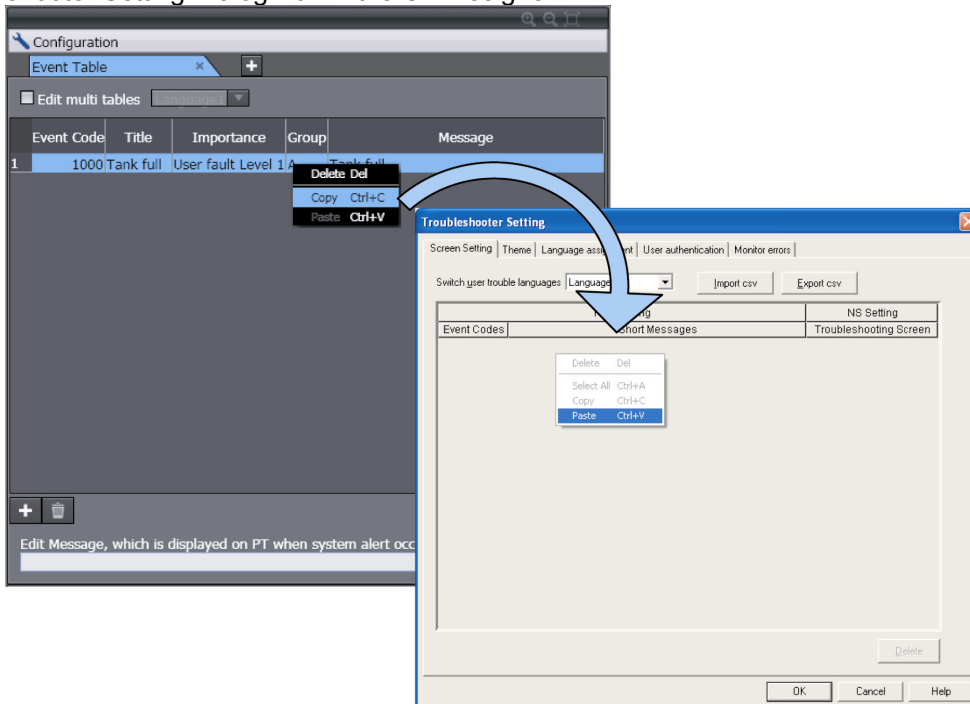 Configuration
Event Table × +
Edit multi tables Language1
Event Code Title Importance Group Message
1 1000 Tank full User fault Level 1 A Tank full
Delete Del
Copy Ctrl+C
Paste Ctrl+V
Troubleshooter Setting
Screen Setting Theme Language User authentication Monitor errors
Switch user trouble languages Language Import csv Export csv
NS Setting
Event Codes Short Messages Troubleshooting Screen
Delete Del
Select All Ctrl+A
Copy Ctrl+C
Paste Ctrl+V
+
Edit Message, which is displayed on PT when system alert occ
Delete
OK Cancel Help